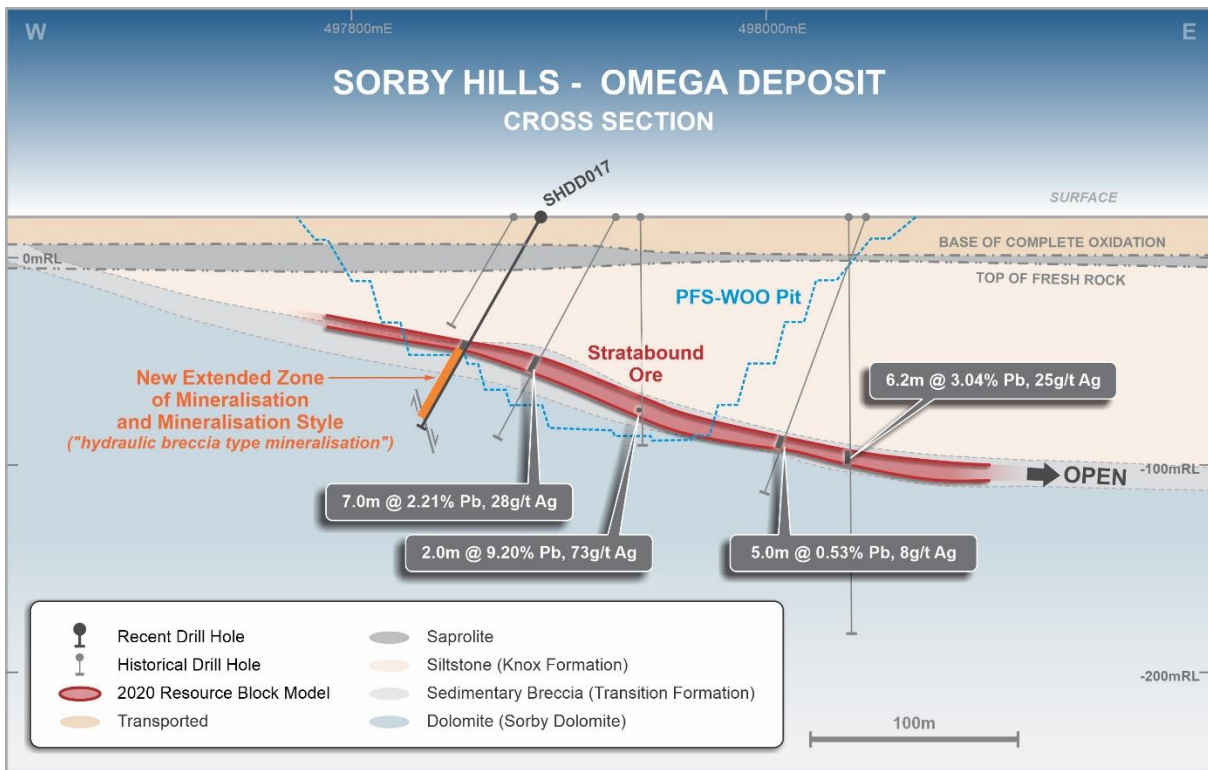 W
497800mE
498000mE
E
SORBY HILLS - OMEGA DEPOSIT
CROSS SECTION
SHDD017
SURFACE
BASE OF COMPLETE OXIDATION
0mRL
TOP OF FRESH ROCK
PFS-WOO Pit
Stratabound
Ore
New Extended Zone
of Mineralisation
and Mineralisation Style
("hydraulic breccia type mineralisation")
6.2m @ 3.04% Pb, 25g/t Ag
-100mRL
OPEN
7.0m @ 2.21% Pb, 28g/t Ag
2.0m @ 9.20% Pb, 73g/t Ag
5.0m @ 0.53% Pb, 8g/t Ag
Recent Drill Hole
Historical Drill Hole
2020 Resource Block Model
Transported
Saprolite
Siltstone (Knox Formation)
Sedimentary Breccia (Transition Formation)
Dolomite (Sorby Dolomite)
-200mRL
100m